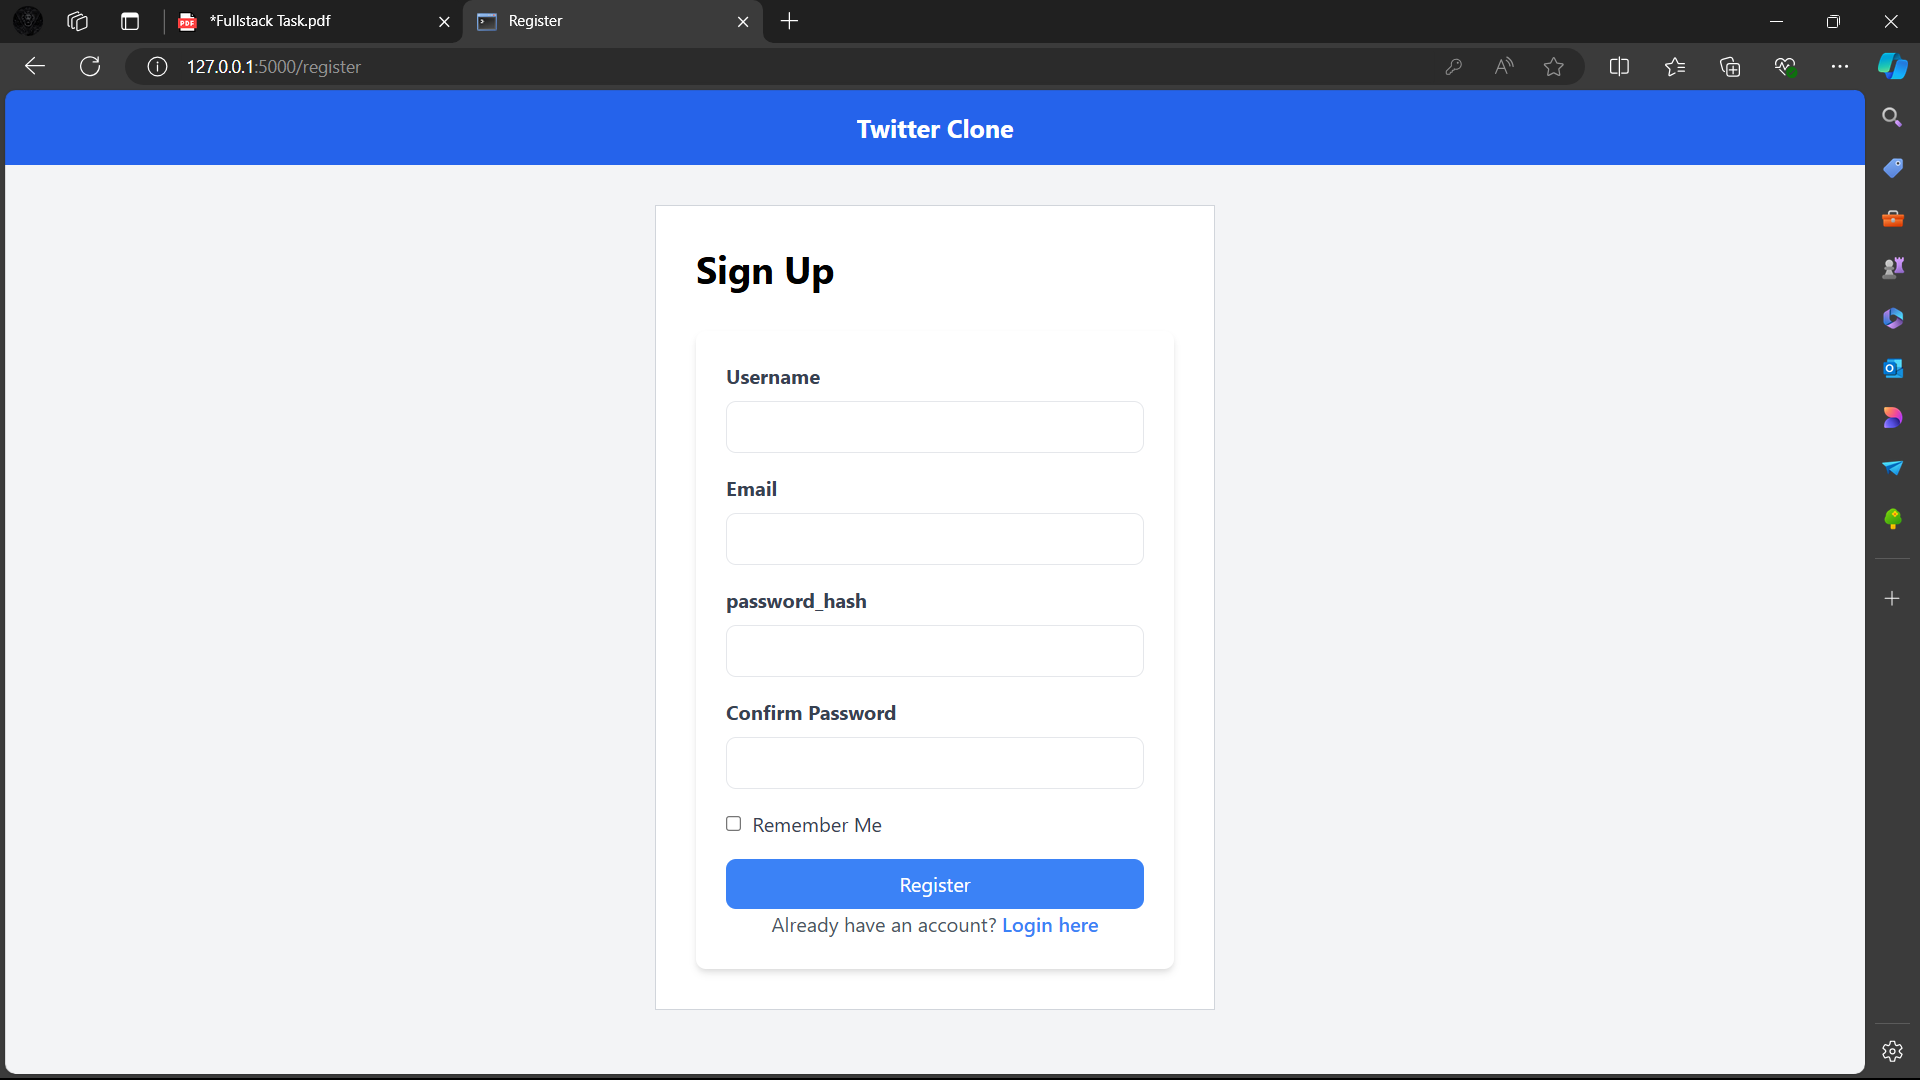 *Fullstack Task.pdf
Register
127.0.0.1:5000/register
Twitter Clone
Sign Up
Username
Email
password_hash
Confirm Password
Remember Me
Register
Already have an account? Login here